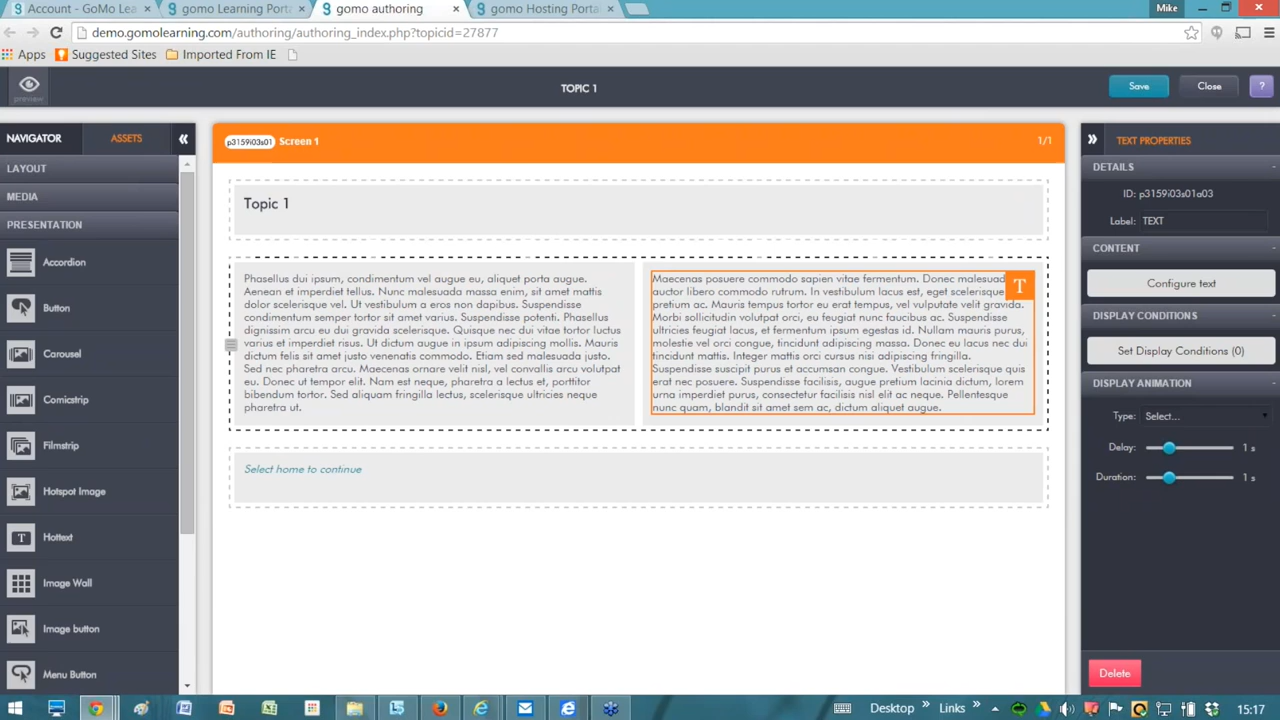 Account - GoMo Lea
gomo Learning Porta
gomo authoring
gomo Hosting Portal
Mike
demo.gomolearning.com/authoring/authoring_index.php?topicid=27877
Apps
Suggested Sites
Imported From IE
preview
TOPIC 1
Save
Close
?
NAVIGATOR
ASSETS
LAYOUT
MEDIA
PRESENTATION
Accordion
Button
Carousel
Comicstrip
Filmstrip
Hotspot Image
Hottext
Image Wall
Image button
Menu Button
p3159i03s01
Screen 1
1/1
Topic 1
Phasellus dui ipsum, condimentum vel augue eu, aliquet porta augue.
Aenean et imperdiet tellus. Nunc malesuada massa enim, sit amet mattis
dolor scelerisque vel. Ut vestibulum a eros non dapibus. Suspendisse
condimentum semper tortor sit amet varius. Suspendisse potenti. Phasellus
dignissim arcu eu dui gravida scelerisque. Quisque nec dui vitae tortor luctus
varius et imperdiet risus. Ut dictum augue in ipsum adipiscing mollis. Mauris
dictum felis sit amet justo venenatis commodo. Etiam sed malesuada justo.
Sed nec pharetra arcu. Maecenas ornare velit nisl, vel convallis arcu volutpat
eu. Donec ut tempor elit. Nam est neque, pharetra a lectus et, porttitor
bibendum tortor. Sed aliquam fringilla lectus, scelerisque ultricies neque
pharetra ut.
Maecenas posuere commodo sapien vitae fermentum. Donec malesuad
auctor libero commodo rutrum. In vestibulum lacus est, eget scelerisque
pretium ac. Mauris tempus tortor eu erat tempus, vel vulputate velit gravida.
Morbi sollicitudin volutpat orci, eu feugiat nunc faucibus ac. Suspendisse
ultricies feugiat lacus, et fermentum ipsum egestas id. Nullam mauris purus,
molestie vel orci congue, tincidunt adipiscing massa. Donec eu lacus nec dui
tincidunt mattis. Integer mattis orci cursus nisi adipiscing fringilla.
Suspendisse suscipit purus et accumsan congue. Vestibulum scelerisque quis
erat nec posuere. Suspendisse facilisis, augue pretium lacinia dictum, lorem
urna imperdiet purus, consectetur facilisis nisl elit ac neque. Pellentesque
nunc quam, blandit sit amet sem ac, dictum aliquet augue.
T
Select home to continue
TEXT PROPERTIES
DETAILS
ID: p3159i03s01a03
Label: TEXT
CONTENT
Configure text
DISPLAY CONDITIONS
Set Display Conditions (0)
DISPLAY ANIMATION
Type: Select...
Delay: 1 s
Duration: 1 s
Delete
Desktop
Links
15:17